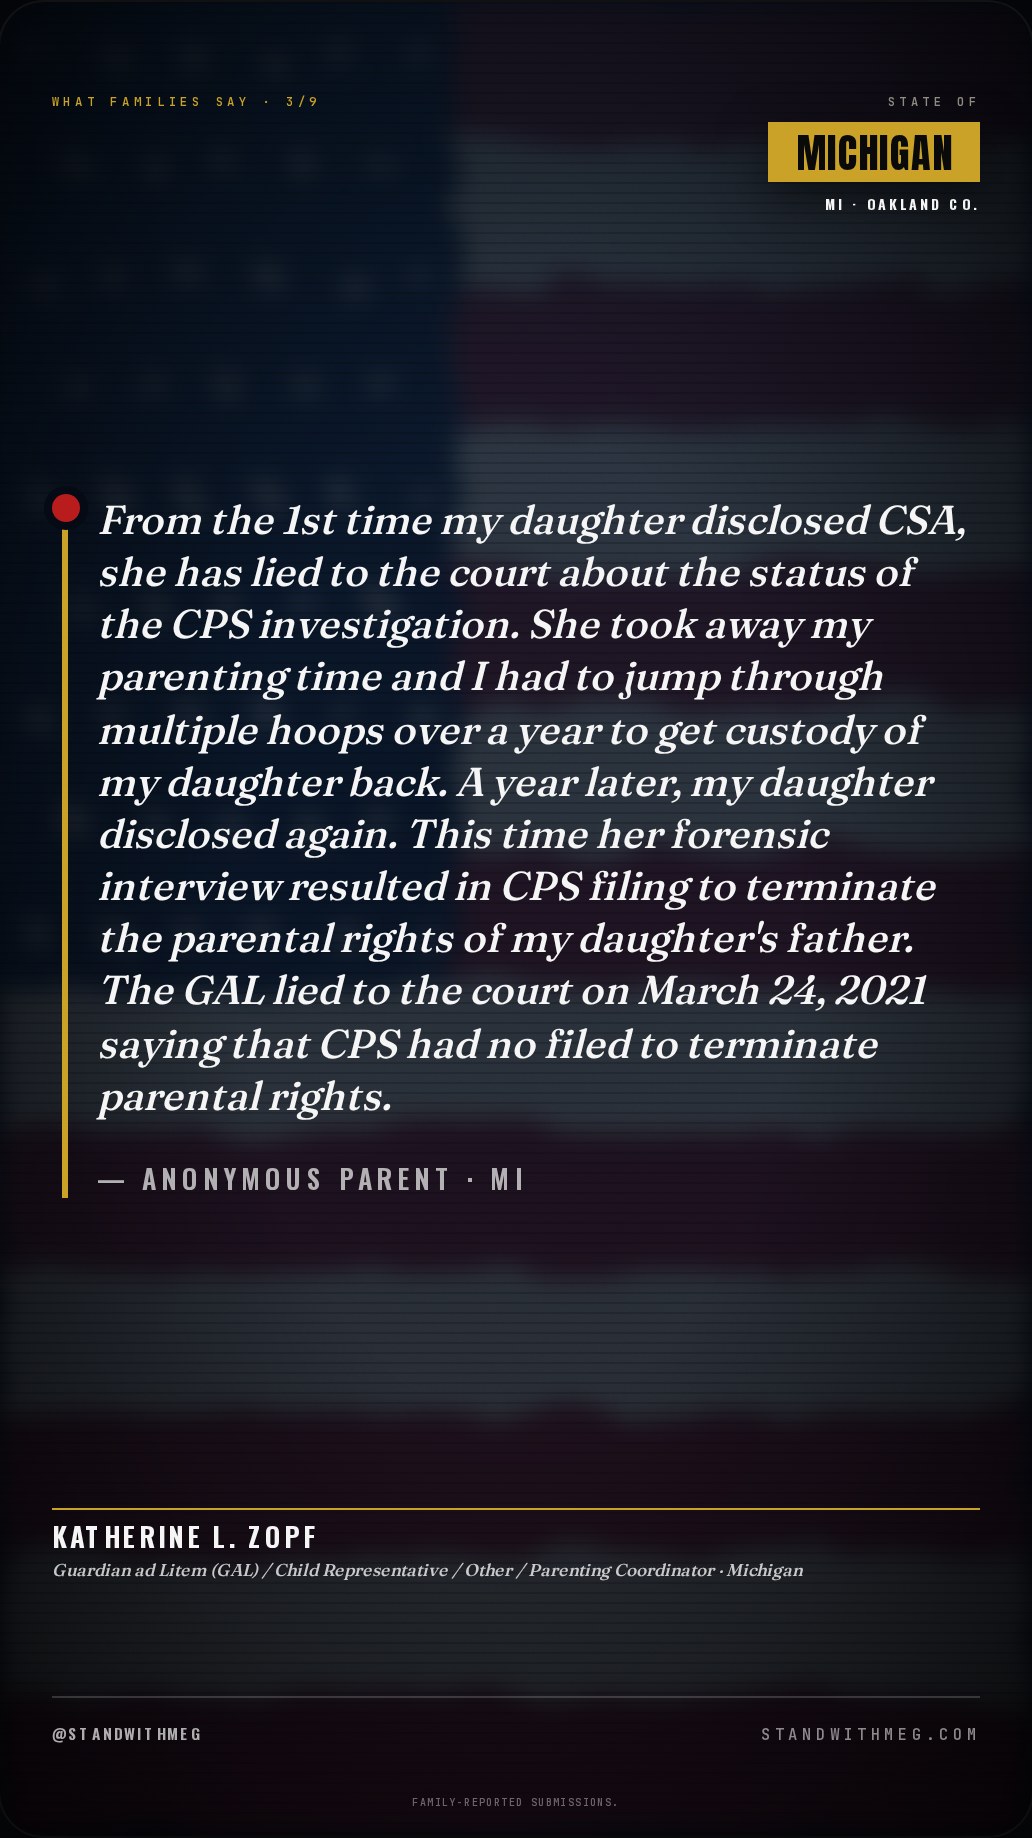 WHAT FAMILIES SAY · 3/9
STATE OF
MICHIGAN
MI · OAKLAND CO.
From the 1st time my daughter disclosed CSA,
she has lied to the court about the status of
the CPS investigation. She took away my
parenting time and I had to jump through
multiple hoops over a year to get custody of
my daughter back. A year later, my daughter
disclosed again. This time her forensic
interview resulted in CPS filing to terminate
the parental rights of my daughter's father.
The GAL lied to the court on March 24, 2021
saying that CPS had no filed to terminate
parental rights.
— ANONYMOUS PARENT · MI
KATHERINE L. ZOPF
Guardian ad Litem (GAL) / Child Representative / Other / Parenting Coordinator · Michigan
@STANDWITHMEG
STANDWITHMEG.COM
FAMILY-REPORTED SUBMISSIONS.